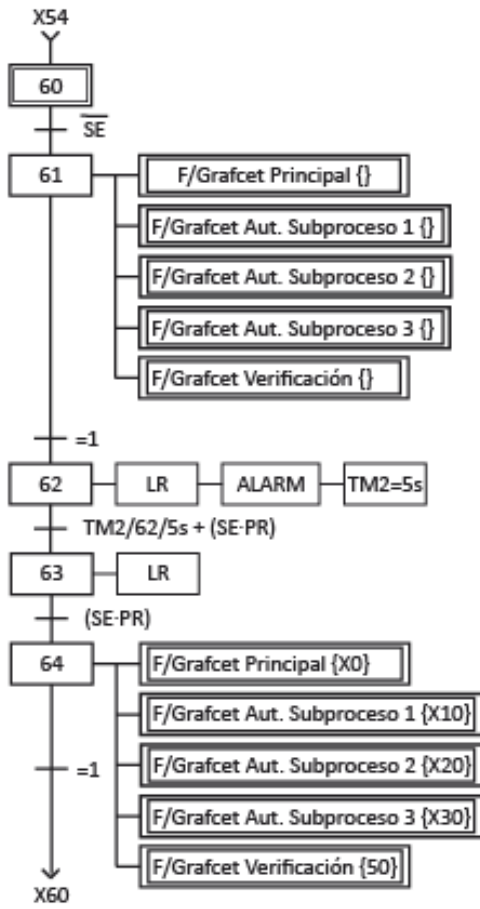 X54
60
S̅E̅
61
F/Grafcet Principal {}
F/Grafcet Aut. Subproceso 1 {}
F/Grafcet Aut. Subproceso 2 {}
F/Grafcet Aut. Subproceso 3 {}
F/Grafcet Verificación {}
=1
62 LR ALARM TM2=5s
TM2/62/5s + (SE·PR)
63 LR
(SE·PR)
64
F/Grafcet Principal {X0}
F/Grafcet Aut. Subproceso 1 {X10}
F/Grafcet Aut. Subproceso 2 {X20}
=1
F/Grafcet Aut. Subproceso 3 {X30}
F/Grafcet Verificación {50}
X60